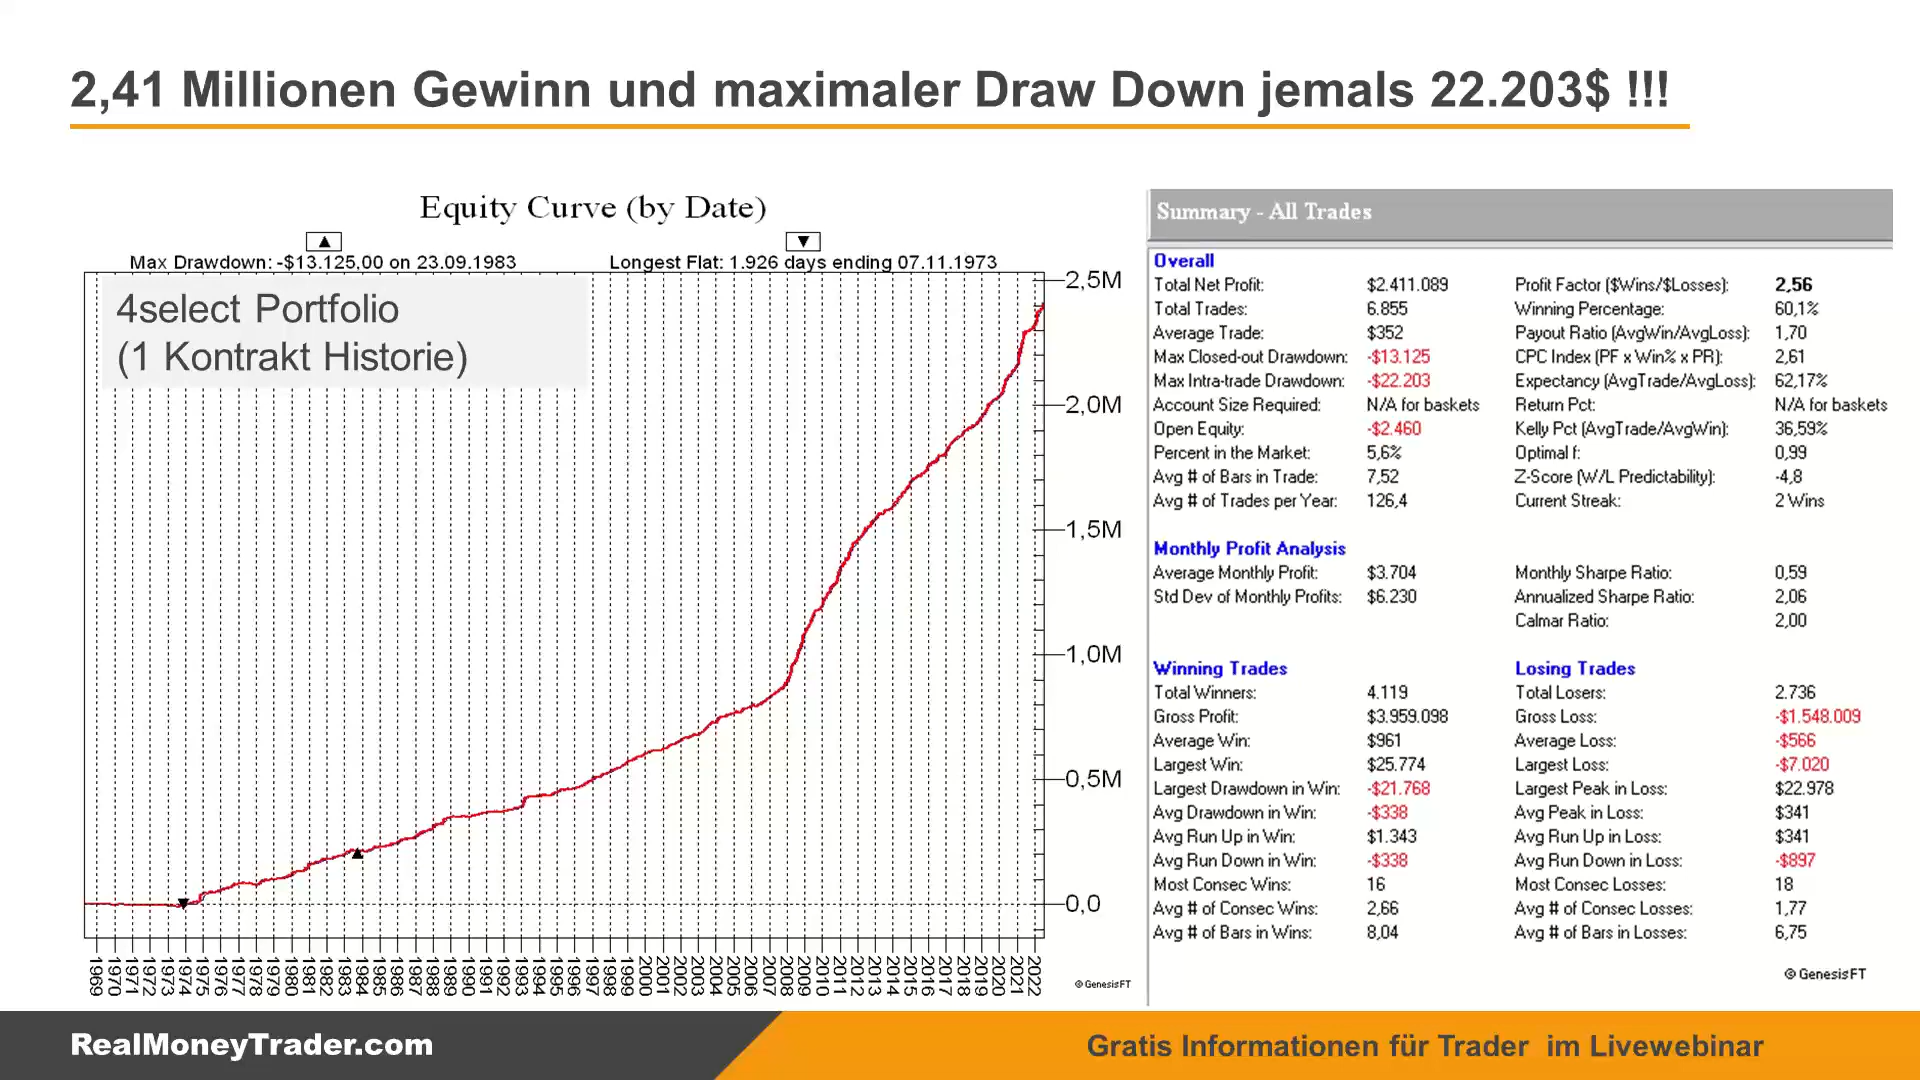 2,41 Millionen Gewinn und maximaler Draw Down jemals 22.203$ !!!
Equity Curve (by Date)
Max Drawdown: -$13.125,00 on 23.09.1983
Longest Flat: 1.926 days ending 07.11.1973
4select Portfolio
(1 Kontrakt Historie)
2,5M
2,0M
1,5M
1,0M
0,5M
0,0
1969 1970 1971 1972 1973 1974 1975 1976 1977 1978 1979 1980 1981 1982 1983 1984 1985 1986 1987 1988 1989 1990 1991 1992 1993 1994 1995 1996 1997 1998 1999 2000 2001 2002 2003 2004 2005 2006 2007 2008 2009 2010 2011 2012 2013 2014 2015 2016 2017 2018 2019 2020 2021 2022
© GenesisFT
Summary - All Trades
Overall
Total Net Profit: $2.411.089 Profit Factor ($Wins/$Losses): 2,56
Total Trades: 6.855 Winning Percentage: 60,1%
Average Trade: $352 Payout Ratio (AvgWin/AvgLoss): 1,70
Max Closed-out Drawdown: -$13.125 CPC Index (PF x Win% x PR): 2,61
Max Intra-trade Drawdown: -$22.203 Expectancy (AvgTrade/AvgLoss): 62,17%
Account Size Required: N/A for baskets Return Pct: N/A for baskets
Open Equity: -$2.460 Kelly Pct (AvgTrade/AvgWin): 36,59%
Percent in the Market: 5,6% Optimal f: 0,99
Avg # of Bars in Trade: 7,52 Z-Score (W/L Predictability): -4,8
Avg # of Trades per Year: 126,4 Current Streak: 2 Wins
Monthly Profit Analysis
Average Monthly Profit: $3.704 Monthly Sharpe Ratio: 0,59
Std Dev of Monthly Profits: $6.230 Annualized Sharpe Ratio: 2,06
Calmar Ratio: 2,00
Winning Trades Losing Trades
Total Winners: 4.119 Total Losers: 2.736
Gross Profit: $3.959.098 Gross Loss: -$1.548.009
Average Win: $961 Average Loss: -$566
Largest Win: $25.774 Largest Loss: -$7.020
Largest Drawdown in Win: -$21.768 Largest Peak in Loss: $22.978
Avg Drawdown in Win: -$338 Avg Peak in Loss: $341
Avg Run Up in Win: $1.343 Avg Run Up in Loss: $341
Avg Run Down in Win: -$338 Avg Run Down in Loss: -$897
Most Consec Wins: 16 Most Consec Losses: 18
Avg # of Consec Wins: 2,66 Avg # of Consec Losses: 1,77
Avg # of Bars in Wins: 8,04 Avg # of Bars in Losses: 6,75
© GenesisFT
RealMoneyTrader.com
Gratis Informationen für Trader im Livewebinar